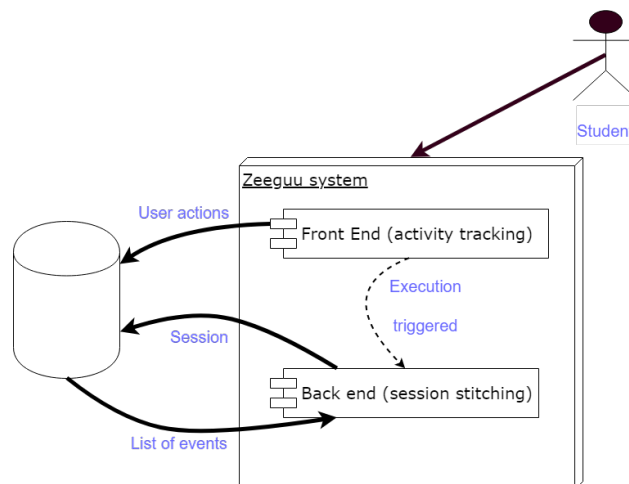 Studen
Zeeguu system
User actions
Front End (activity tracking)
Execution
triggered
Session
Back end (session stitching)
List of events